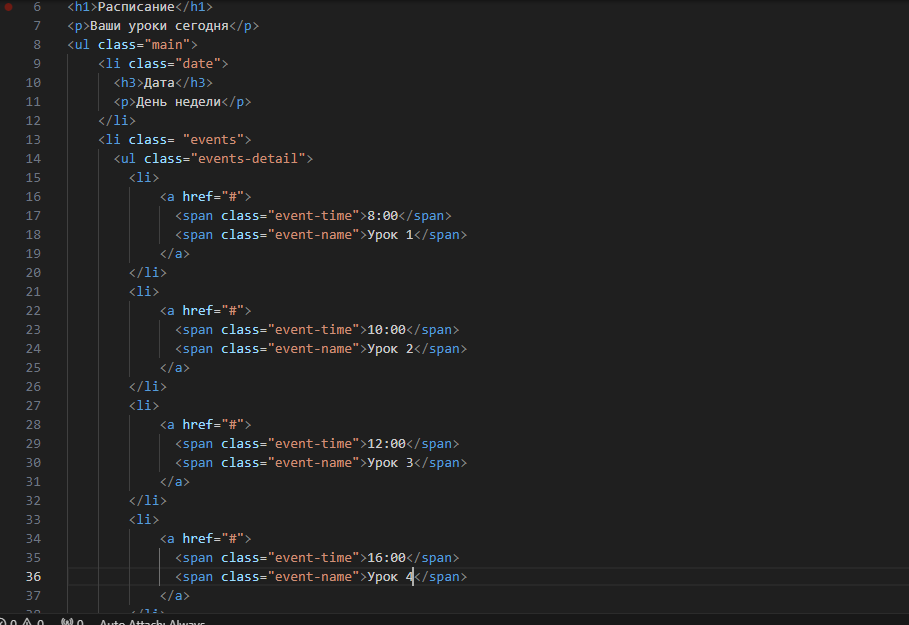 6 <h1>Расписание</h1>
7 <p>Ваши уроки сегодня</p>
8 <ul class="main">
9 <li class="date">
10 <h3>Дата</h3>
11 <p>День недели</p>
12 </li>
13 <li class= "events">
14 <ul class="events-detail">
15 <li>
16 <a href="#">
17 <span class="event-time">8:00</span>
18 <span class="event-name">Урок 1</span>
19 </a>
20 </li>
21 <li>
22 <a href="#">
23 <span class="event-time">10:00</span>
24 <span class="event-name">Урок 2</span>
25 </a>
26 </li>
27 <li>
28 <a href="#">
29 <span class="event-time">12:00</span>
30 <span class="event-name">Урок 3</span>
31 </a>
32 </li>
33 <li>
34 <a href="#">
35 <span class="event-time">16:00</span>
36 <span class="event-name">Урок 4</span>
37 </a>
38 </li>
0 0 0 Auto Attach: Always